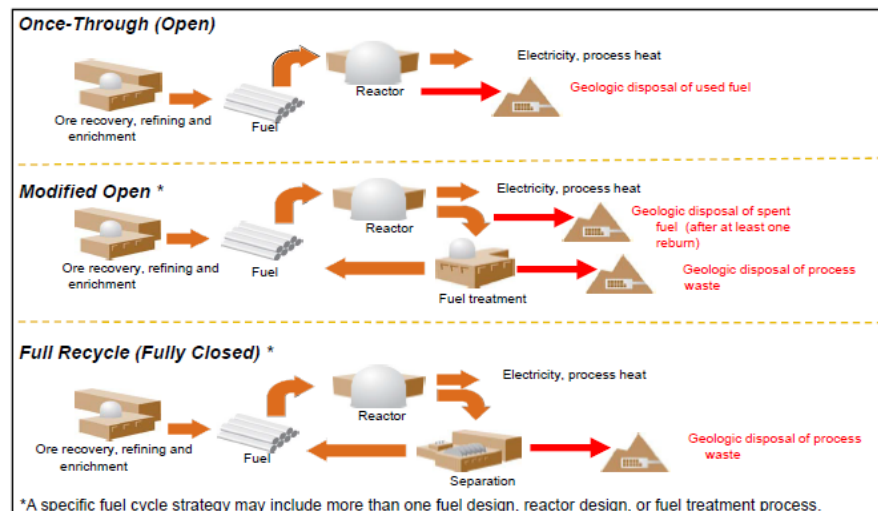 Once-Through (Open)
Electricity, process heat
Reactor
Geologic disposal of used fuel
Ore recovery, refining and
enrichment
Fuel
Modified Open *
Electricity, process heat
Geologic disposal of spent
fuel (after at least one
reburn)
Reactor
Ore recovery, refining and
enrichment
Fuel
Geologic disposal of process
waste
Fuel treatment
Full Recycle (Fully Closed) *
Electricity, process heat
Reactor
Geologic disposal of process
waste
Ore recovery, refining and
enrichment
Fuel
Separation
*A specific fuel cycle strategy may include more than one fuel design, reactor design, or fuel treatment process.